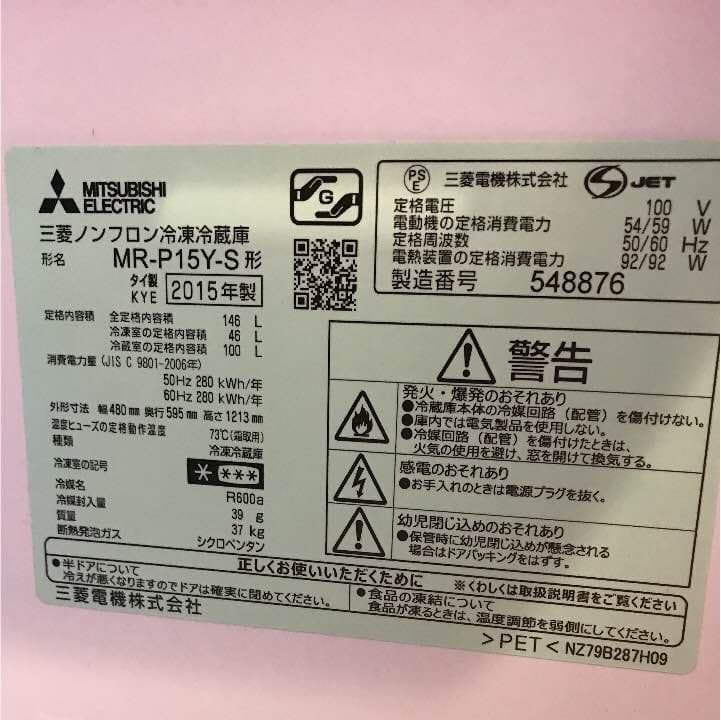 MITSUBISHI
ELECTRIC
G
三菱ノンフロン冷凍冷蔵庫
形名 MR-P15Y-S 形
タイ製
KYE 2015年製
定格内容積 全定格内容積 146 L
冷凍室の定格内容積 46 L
冷蔵室の定格内容積 100 L
消費電力量 (JIS C 9801-2006年)
50Hz 280 kWh/年
60Hz 280 kWh/年
外形寸法 幅 480 mm 奥行 595 mm 高さ 1213 mm
温度ヒューズの定格動作温度 73℃(霜取用)
種類 冷凍冷蔵庫
冷凍室の記号
冷媒名 R600a
冷媒封入量 39 g
質量 37 kg
断熱発泡ガス シクロペンタン
PS
E 三菱電機株式会社 JET
定格電圧 100 V
電動機の定格消費電力 54/59 W
定格周波数 50/60 Hz
電熱装置の定格消費電力 92/92 W
製造番号 548876
警告
発火・爆発のおそれあり
●冷蔵庫本体の冷媒回路(配管)を傷付けない。
●庫内では電気製品を使用しない。
●冷媒回路(配管)を傷付けたときは、
火気の使用を避け、窓を開けて換気する。
感電のおそれあり
●お手入れのときは電源プラグを抜く。
幼児閉じ込めのおそれあり
●保管時に幼児閉じ込めが懸念される
場合はドアパッキングをはずす。
正しくお使いいただくために ※くわしくは取扱説明書をご覧ください
●半ドアについて
冷えが悪くなりますのでドアは確実に閉めてください。
●食品の凍結について
食品が凍るときは、温度調節を弱側にしてください。
三菱電機株式会社
>PET< NZ79B287H09